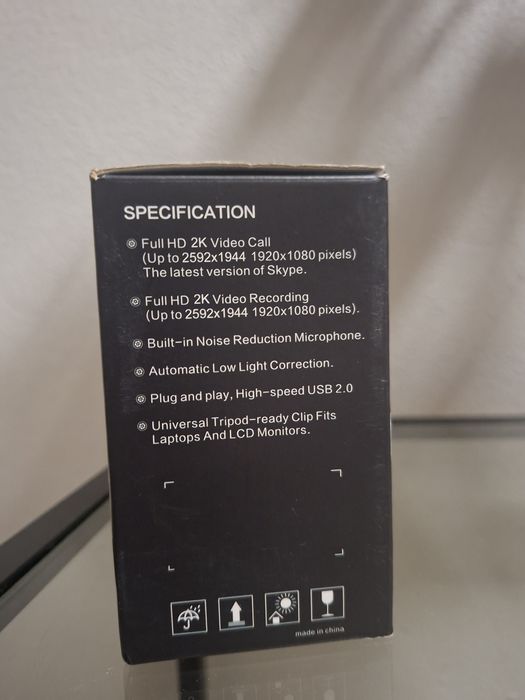 SPECIFICATION
Full HD 2K Video Call
(Up to 2592x1944 1920x1080 pixels)
The latest version of Skype.
Full HD 2K Video Recording
(Up to 2592x1944 1920x1080 pixels).
Built-in Noise Reduction Microphone.
Automatic Low Light Correction.
Plug and play, High-speed USB 2.0
Universal Tripod-ready Clip Fits
Laptops And LCD Monitors.
made in china